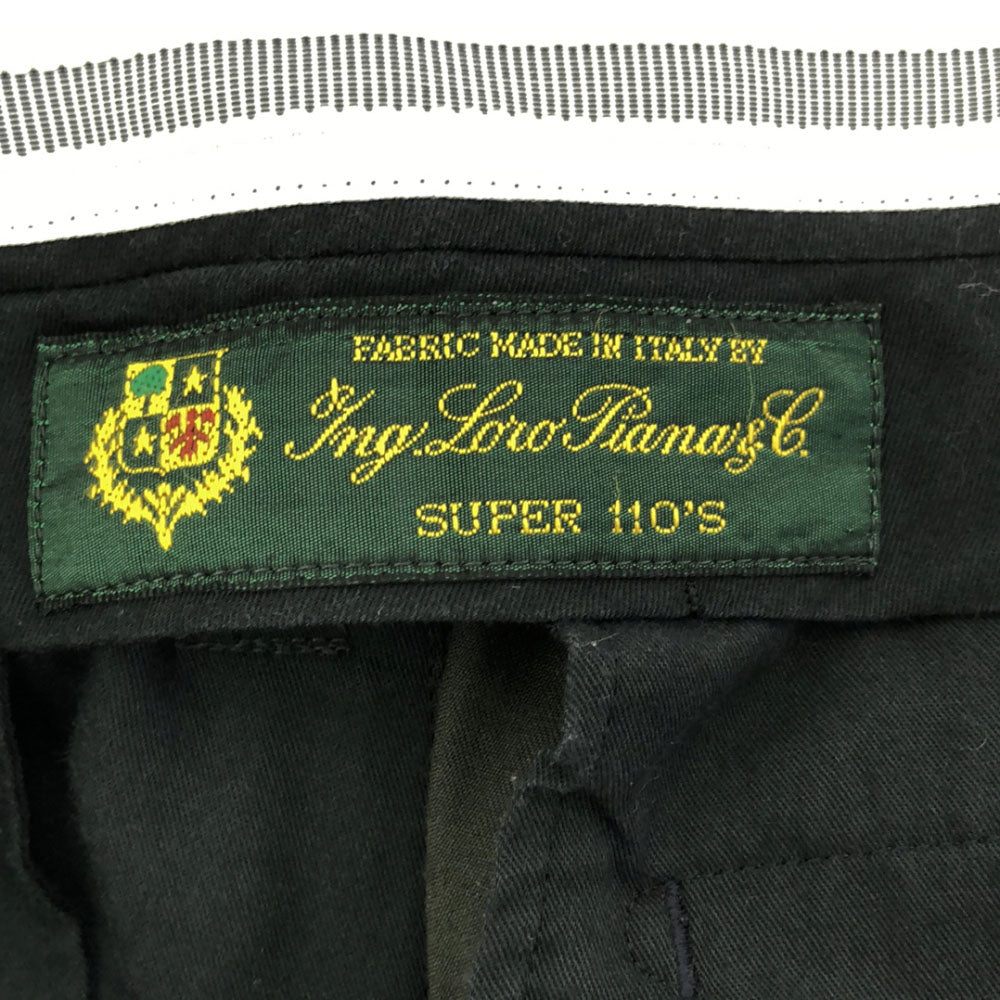 FABRIC MADE IN ITALY BY
Ing. Loro Piana & C.
SUPER 110'S